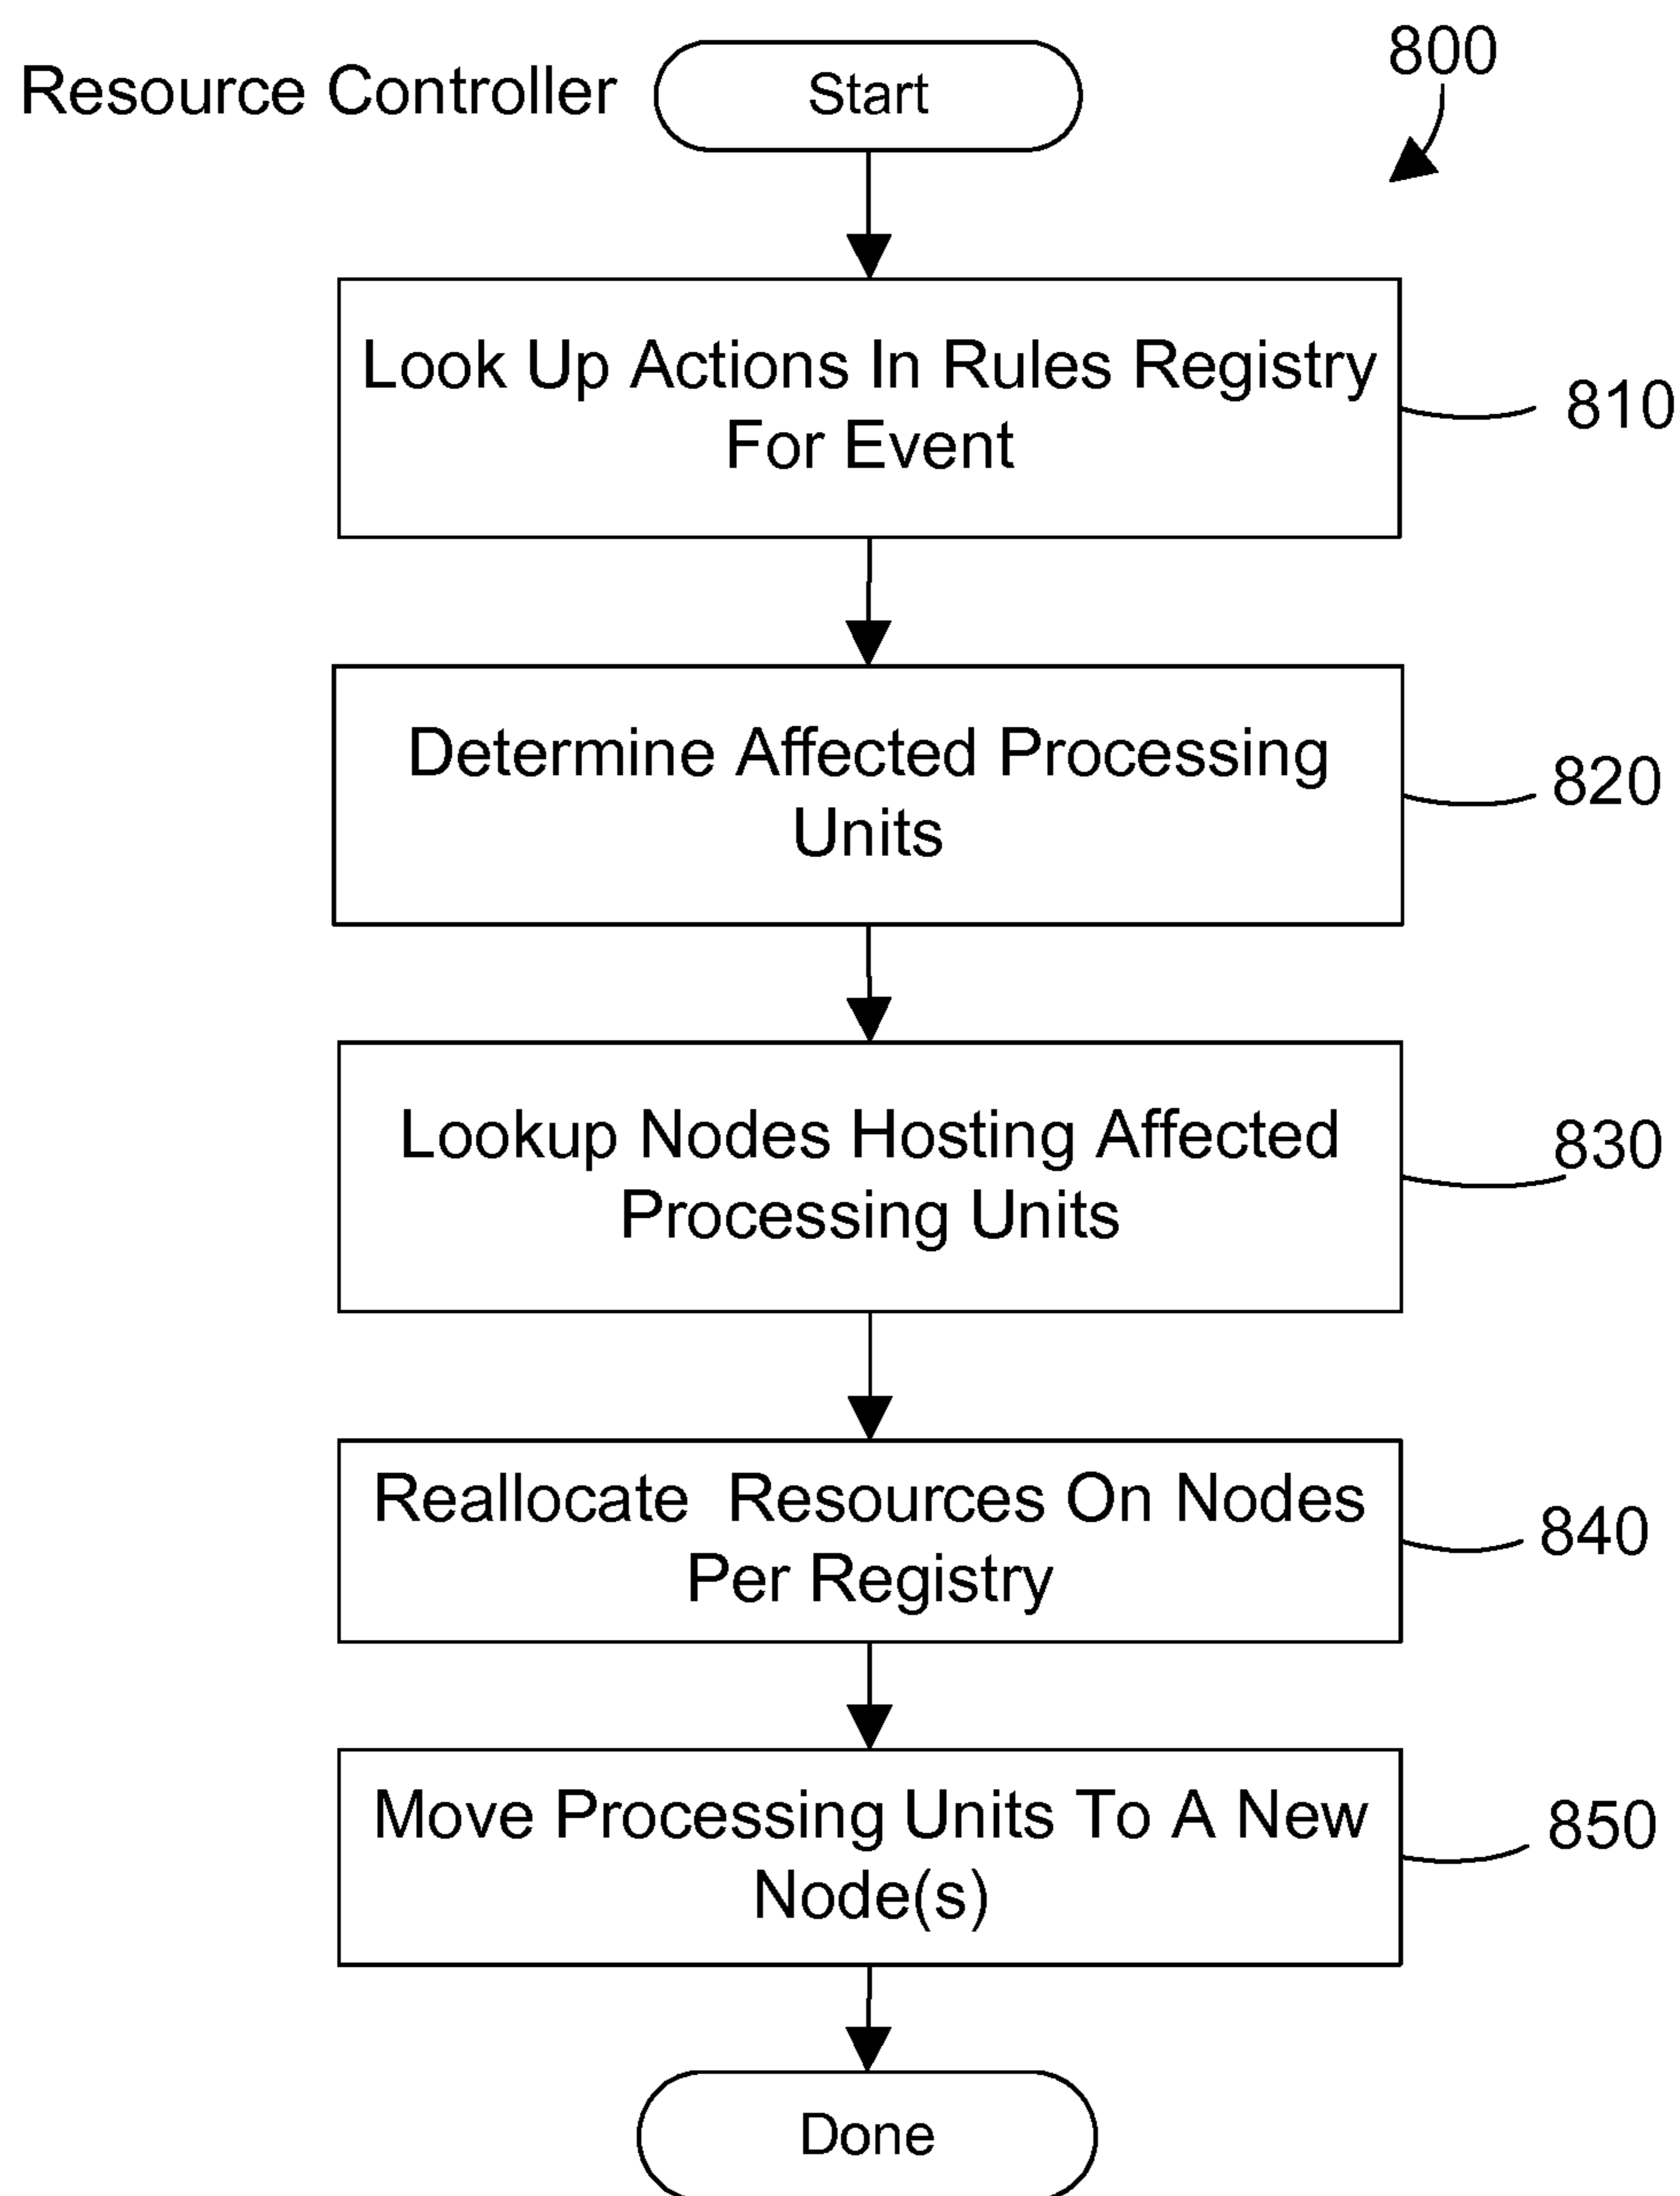 Resource Controller
Start
800
Look Up Actions In Rules Registry
For Event
810
Determine Affected Processing
Units
820
Lookup Nodes Hosting Affected
Processing Units
830
Reallocate  Resources On Nodes
Per Registry
840
Move Processing Units To A New
Node(s)
850
Done